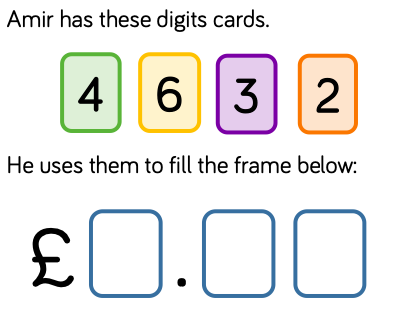 Amir has these digits cards.
4 6 3 2
He uses them to fill the frame below:
£ .